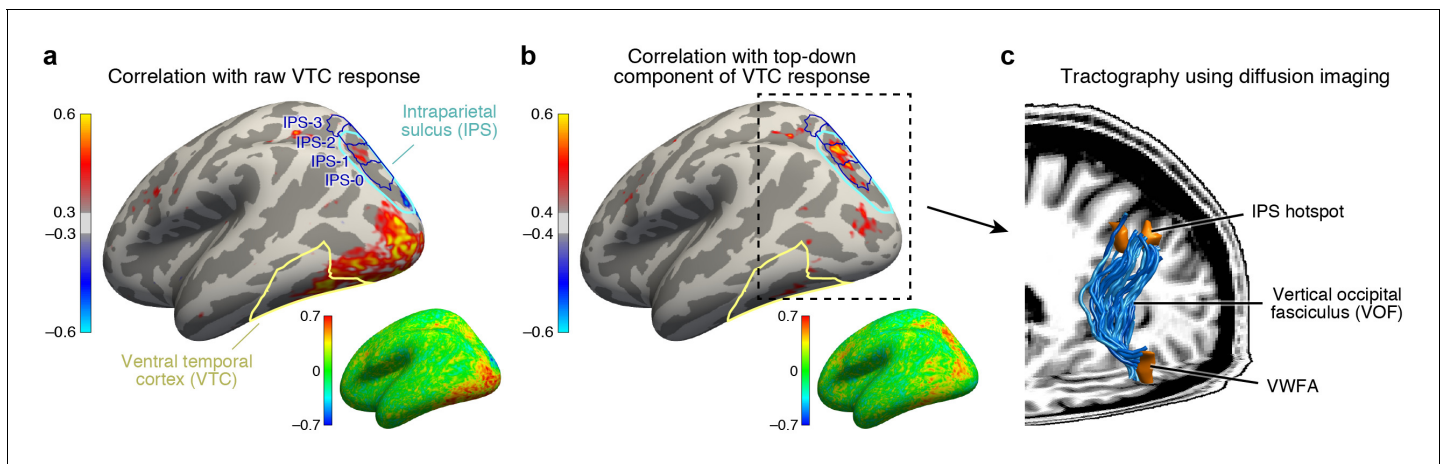 a
Correlation with raw VTC response
0.6
0.3
–0.3
–0.6
IPS-3
IPS-2
IPS-1
IPS-0
Intraparietal
sulcus (IPS)
Ventral temporal
cortex (VTC)
0.7
0
–0.7
b
Correlation with top-down
component of VTC response
0.6
0.4
–0.4
–0.6
0.7
0
–0.7
c
Tractography using diffusion imaging
IPS hotspot
Vertical occipital
fasciculus (VOF)
VWFA